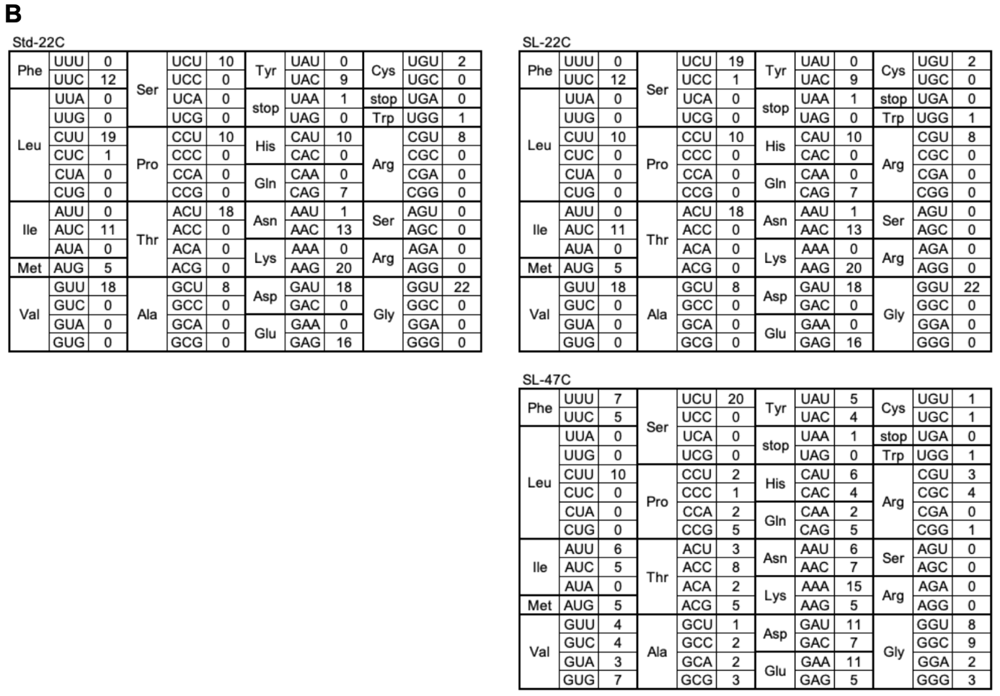 B
Std-22C
Phe UUU 0 Ser UCU 10 Tyr UAU 0 Cys UGU 2
UUC 12 UCC 0 UAC 9 UGC 0
Leu UUA 0 UCA 0 stop UAA 1 stop UGA 0
UUG 0 UCG 0 UAG 0 Trp UGG 1
CUU 19 Pro CCU 10 His CAU 10 Arg CGU 8
CUC 1 CCC 0 CAC 0 CGC 0
CUA 0 CCA 0 Gln CAA 0 CGA 0
CUG 0 CCG 0 CAG 7 CGG 0
Ile AUU 0 Thr ACU 18 Asn AAU 1 Ser AGU 0
AUC 11 ACC 0 AAC 13 AGC 0
AUA 0 ACA 0 Lys AAA 0 Arg AGA 0
Met AUG 5 ACG 0 AAG 20 AGG 0
Val GUU 18 Ala GCU 8 Asp GAU 18 Gly GGU 22
GUC 0 GCC 0 GAC 0 GGC 0
GUA 0 GCA 0 Glu GAA 0 GGA 0
GUG 0 GCG 0 GAG 16 GGG 0
SL-22C
Phe UUU 0 Ser UCU 19 Tyr UAU 0 Cys UGU 2
UUC 12 UCC 1 UAC 9 UGC 0
Leu UUA 0 UCA 0 stop UAA 1 stop UGA 0
UUG 0 UCG 0 UAG 0 Trp UGG 1
CUU 10 Pro CCU 10 His CAU 10 Arg CGU 8
CUC 0 CCC 0 CAC 0 CGC 0
CUA 0 CCA 0 Gln CAA 0 CGA 0
CUG 0 CCG 0 CAG 7 CGG 0
Ile AUU 0 Thr ACU 18 Asn AAU 1 Ser AGU 0
AUC 11 ACC 0 AAC 13 AGC 0
AUA 0 ACA 0 Lys AAA 0 Arg AGA 0
Met AUG 5 ACG 0 AAG 20 AGG 0
Val GUU 18 Ala GCU 8 Asp GAU 18 Gly GGU 22
GUC 0 GCC 0 GAC 0 GGC 0
GUA 0 GCA 0 Glu GAA 0 GGA 0
GUG 0 GCG 0 GAG 16 GGG 0
SL-47C
Phe UUU 7 Ser UCU 20 Tyr UAU 5 Cys UGU 1
UUC 5 UCC 0 UAC 4 UGC 1
Leu UUA 0 UCA 0 stop UAA 1 stop UGA 0
UUG 0 UCG 0 UAG 0 Trp UGG 1
CUU 10 Pro CCU 2 His CAU 6 Arg CGU 3
CUC 0 CCC 1 CAC 4 CGC 4
CUA 0 CCA 2 Gln CAA 2 CGA 0
CUG 0 CCG 5 CAG 5 CGG 1
Ile AUU 6 Thr ACU 3 Asn AAU 6 Ser AGU 0
AUC 5 ACC 8 AAC 7 AGC 0
AUA 0 ACA 2 Lys AAA 15 Arg AGA 0
Met AUG 5 ACG 5 AAG 5 AGG 0
Val GUU 4 Ala GCU 1 Asp GAU 11 Gly GGU 8
GUC 4 GCC 2 GAC 7 GGC 9
GUA 3 GCA 2 Glu GAA 11 GGA 2
GUG 7 GCG 3 GAG 5 GGG 3